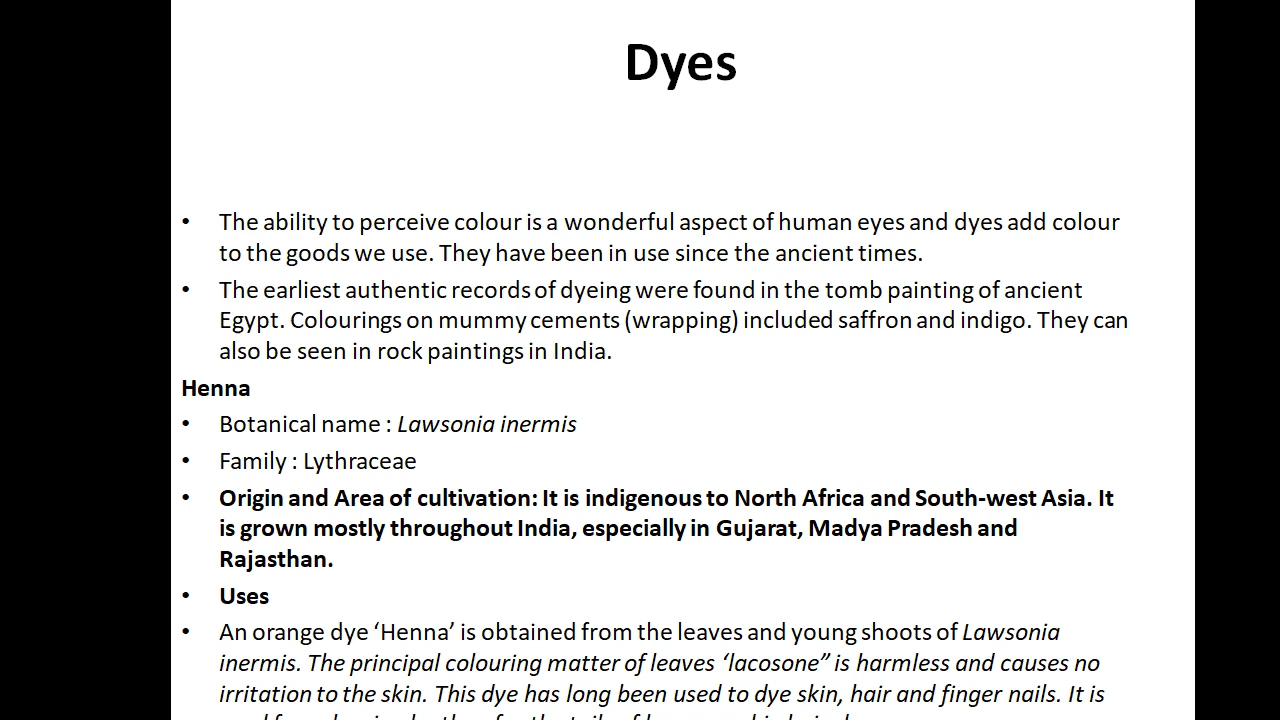 Dyes
• The ability to perceive colour is a wonderful aspect of human eyes and dyes add colour
to the goods we use. They have been in use since the ancient times.
• The earliest authentic records of dyeing were found in the tomb painting of ancient
Egypt. Colourings on mummy cements (wrapping) included saffron and indigo. They can
also be seen in rock paintings in India.
Henna
• Botanical name : Lawsonia inermis
• Family : Lythraceae
• Origin and Area of cultivation: It is indigenous to North Africa and South-west Asia. It
is grown mostly throughout India, especially in Gujarat, Madya Pradesh and
Rajasthan.
• Uses
• An orange dye ‘Henna’ is obtained from the leaves and young shoots of Lawsonia
inermis. The principal colouring matter of leaves ‘lacosone” is harmless and causes no
irritation to the skin. This dye has long been used to dye skin, hair and finger nails. It is